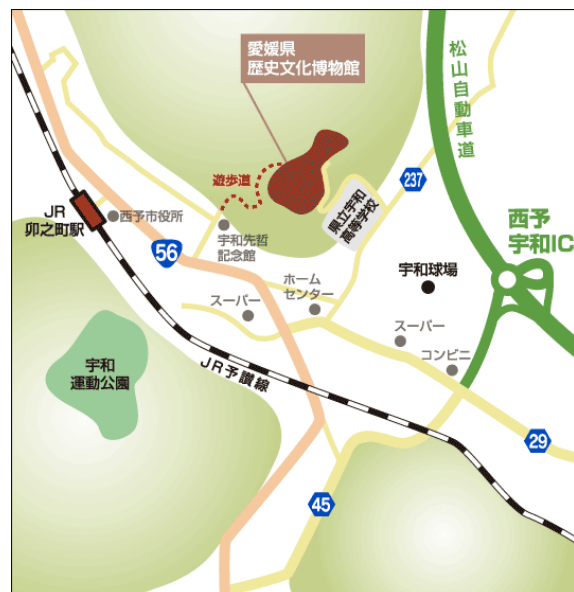 愛媛県
歴史文化博物館
松山自動車道
237
遊歩道
県立宇和
高等学校
JR
卯之町駅
西予市役所
宇和先哲
記念館
56
西予
宇和IC
ホーム
センター
宇和球場
スーパー
スーパー
コンビニ
宇和
運動公園
JR予讃線
29
45